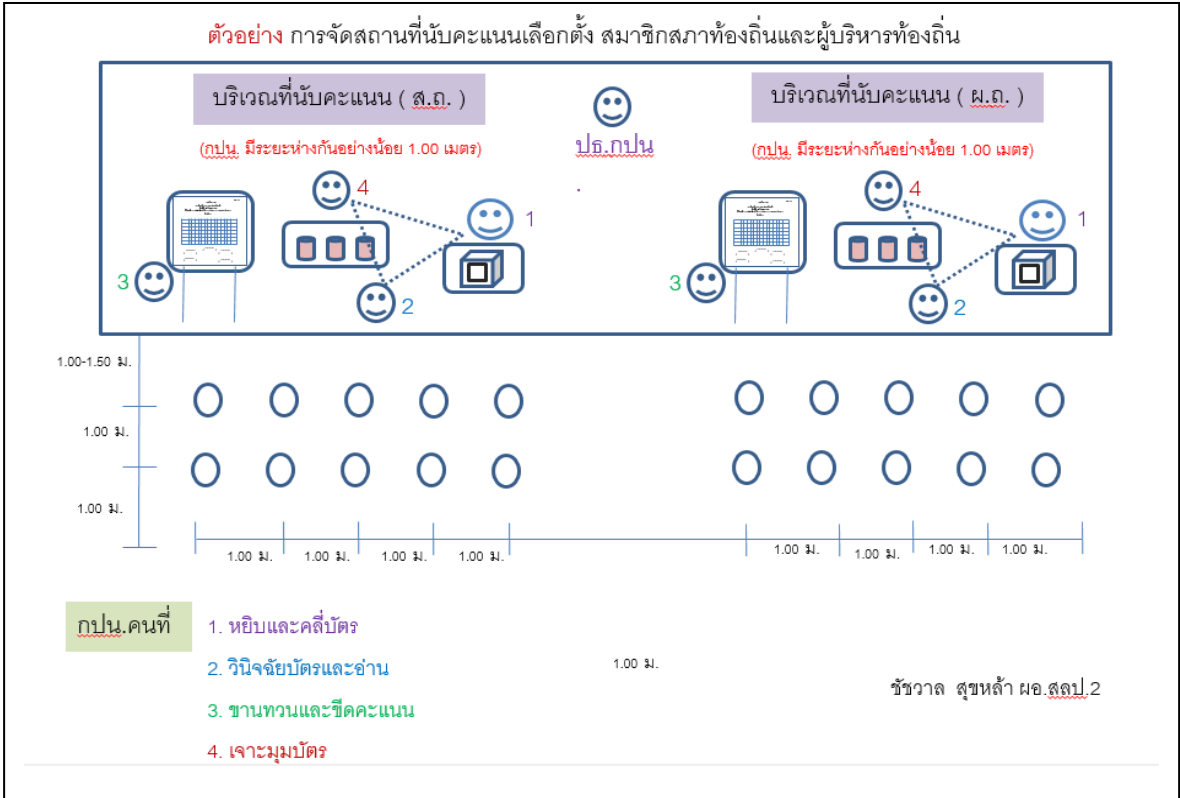 ตัวอย่าง การจัดสถานที่นับคะแนนเลือกตั้ง สมาชิกสภาท้องถิ่นและผู้บริหารท้องถิ่น
บริเวณที่นับคะแนน ( ส.ถ. )
(กปน. มีระยะห่างกันอย่างน้อย 1.00 เมตร)
ปธ.กปน
.
บริเวณที่นับคะแนน ( ผ.ถ. )
(กปน. มีระยะห่างกันอย่างน้อย 1.00 เมตร)
4
1
3
2
4
1
3
2
1.00-1.50 ม.
1.00 ม.
1.00 ม.
1.00 ม.
1.00 ม.
1.00 ม.
1.00 ม.
1.00 ม.
1.00 ม.
1.00 ม.
1.00 ม.
กปน.คนที่
1. หยิบและคลี่บัตร
2. วินิจฉัยบัตรและอ่าน
3. ขานทวนและขีดคะแนน
4. เจาะมุมบัตร
1.00 ม.
ชัชวาล สุขหล้า ผอ.สลป.2